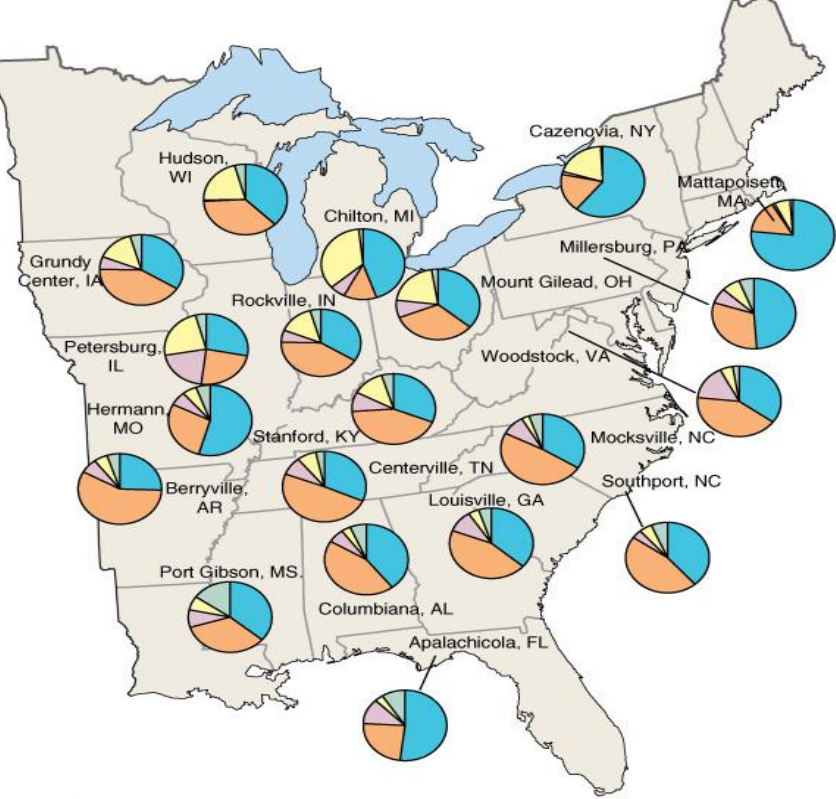 Cazenovia, NY
Hudson,
WI
Mattapoisett,
MA
Chilton, MI
Millersburg, PA
Grundy
Center, IA
Mount Gilead, OH
Rockville, IN
Petersburg,
IL
Woodstock, VA
Hermann,
MO
Stanford, KY
Mocksville, NC
Centerville, TN
Southport, NC
Berryville,
AR
Louisville, GA
Port Gibson, MS.
Columbiana, AL
Apalachicola, FL